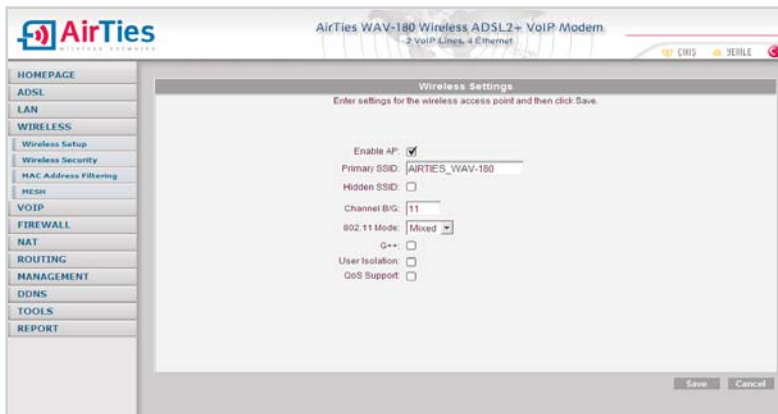 AirTies
WIRELESS NETWORKS
AirTies WAV-180 Wireless ADSL2+ VoIP Modem
2 VoIP Lines, 4 Ethernet
ÇIKIŞ YENİLE
HOMEPAGE
ADSL
LAN
WIRELESS
Wireless Setup
Wireless Security
MAC Address Filtering
MESH
VOIP
FIREWALL
NAT
ROUTING
MANAGEMENT
DDNS
TOOLS
REPORT
Wireless Settings
Enter settings for the wireless access point and then click Save.
Enable AP:
Primary SSID: AIRTIES_WAV-180
Hidden SSID:
Channel B/G: 11
802.11 Mode: Mixed
G++:
User Isolation:
QoS Support:
Save Cancel